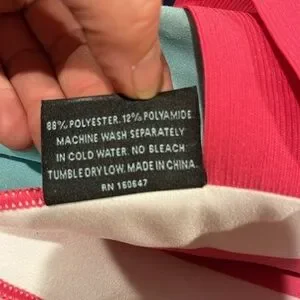 88% POLYESTER. 12% POLYAMIDE
MACHINE WASH SEPARATELY
IN COLD WATER. NO BLEACH
TUMBLE DRY LOW. MADE IN CHINA
RN 160647